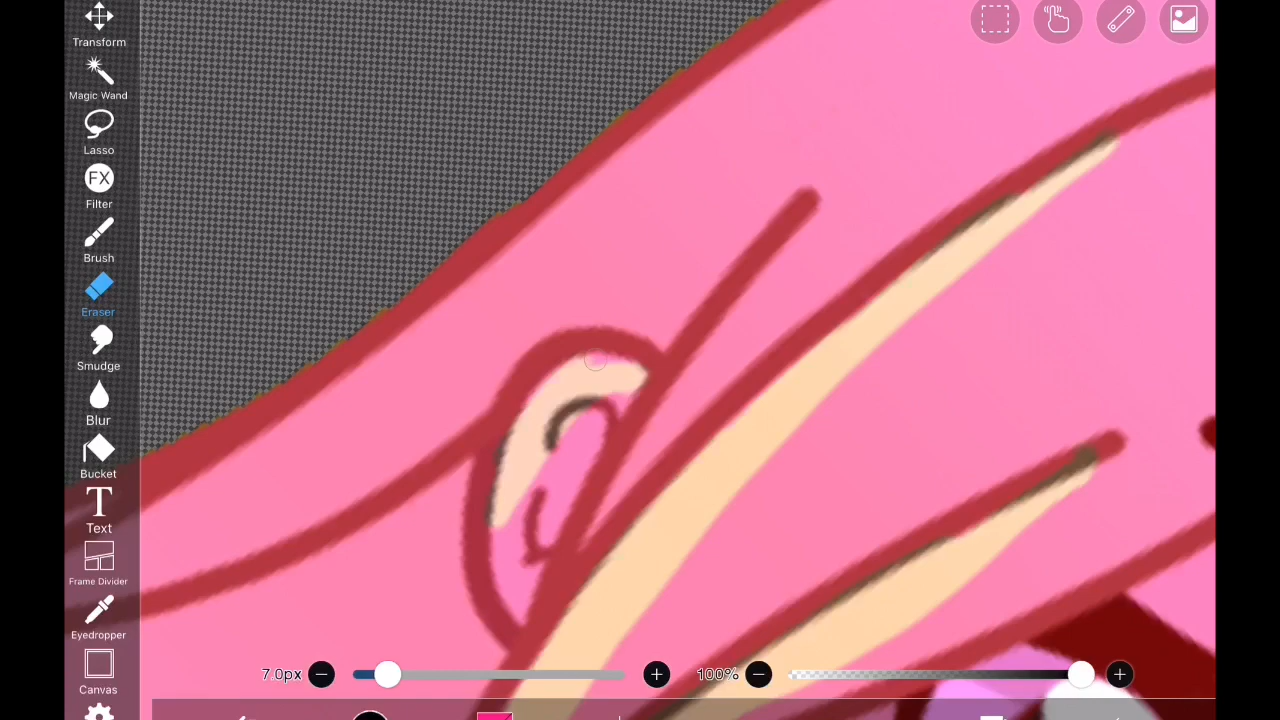 Transform
Magic Wand
Lasso
FX
Filter
Brush
Eraser
Smudge
Blur
Bucket
T
Text
Frame Divider
Eyedropper
Canvas
7.0px
100%